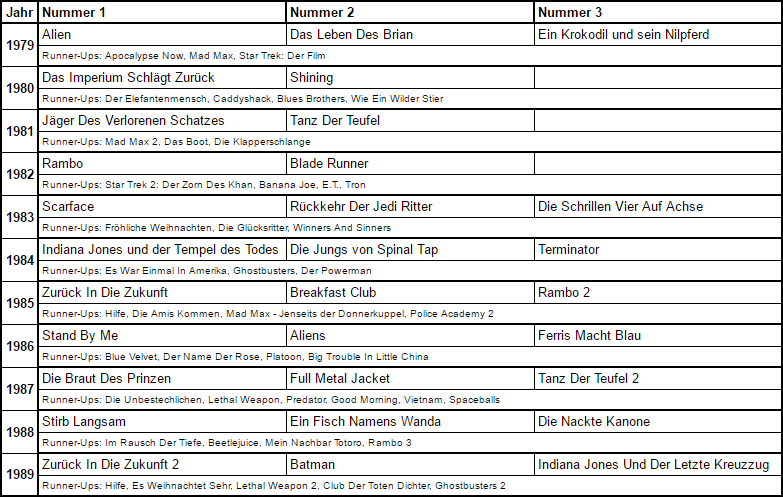 Jahr Nummer 1 Nummer 2 Nummer 3
1979 Alien Das Leben Des Brian Ein Krokodil und sein Nilpferd
Runner-Ups: Apocalypse Now, Mad Max, Star Trek: Der Film
1980 Das Imperium Schlägt Zurück Shining
Runner-Ups: Der Elefantenmensch, Caddyshack, Blues Brothers, Wie Ein Wilder Stier
1981 Jäger Des Verlorenen Schatzes Tanz Der Teufel
Runner-Ups: Mad Max 2, Das Boot, Die Klapperschlange
1982 Rambo Blade Runner
Runner-Ups: Star Trek 2: Der Zorn Des Khan, Banana Joe, E.T., Tron
1983 Scarface Rückkehr Der Jedi Ritter Die Schrillen Vier Auf Achse
Runner-Ups: Fröhliche Weihnachten, Die Glücksritter, Winners And Sinners
1984 Indiana Jones und der Tempel des Todes Die Jungs von Spinal Tap Terminator
Runner-Ups: Es War Einmal In Amerika, Ghostbusters, Der Powerman
1985 Zurück In Die Zukunft Breakfast Club Rambo 2
Runner-Ups: Hilfe, Die Amis Kommen, Mad Max - Jenseits der Donnerkuppel, Police Academy 2
1986 Stand By Me Aliens Ferris Macht Blau
Runner-Ups: Blue Velvet, Der Name Der Rose, Platoon, Big Trouble In Little China
1987 Die Braut Des Prinzen Full Metal Jacket Tanz Der Teufel 2
Runner-Ups: Die Unbestechlichen, Lethal Weapon, Predator, Good Morning, Vietnam, Spaceballs
1988 Stirb Langsam Ein Fisch Namens Wanda Die Nackte Kanone
Runner-Ups: Im Rausch Der Tiefe, Beetlejuice, Mein Nachbar Totoro, Rambo 3
1989 Zurück In Die Zukunft 2 Batman Indiana Jones Und Der Letzte Kreuzzug
Runner-Ups: Hilfe, Es Weihnachtet Sehr, Lethal Weapon 2, Club Der Toten Dichter, Ghostbusters 2